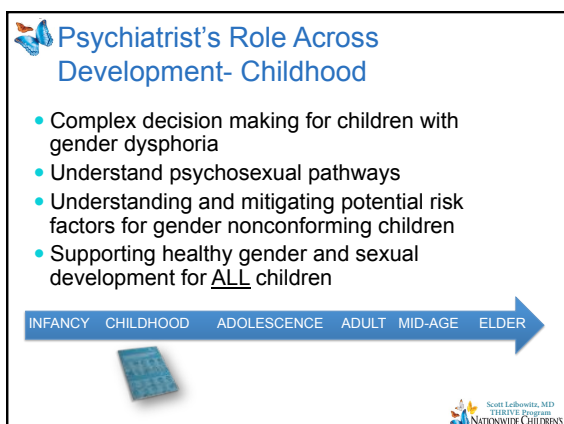 Psychiatrist's Role Across
Development- Childhood
• Complex decision making for children with
gender dysphoria
• Understand psychosexual pathways
• Understanding and mitigating potential risk
factors for gender nonconforming children
• Supporting healthy gender and sexual
development for ALL children
INFANCY CHILDHOOD ADOLESCENCE ADULT MID-AGE ELDER
Scott Leibowitz, MD
THRIVE Program
NATIONWIDE CHILDREN'S